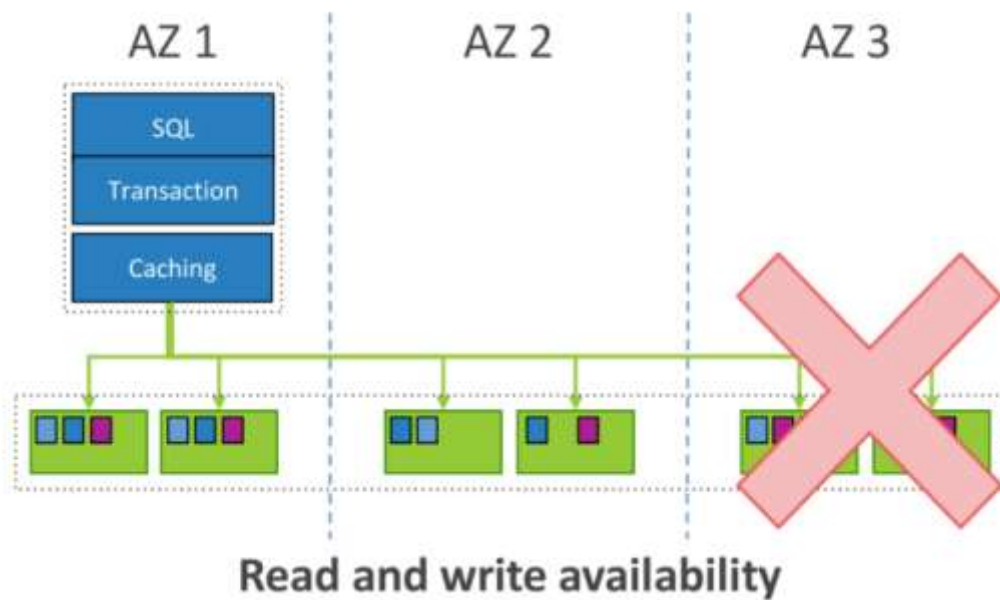 AZ 1
AZ 2
AZ 3
SQL
Transaction
Caching
Read and write availability